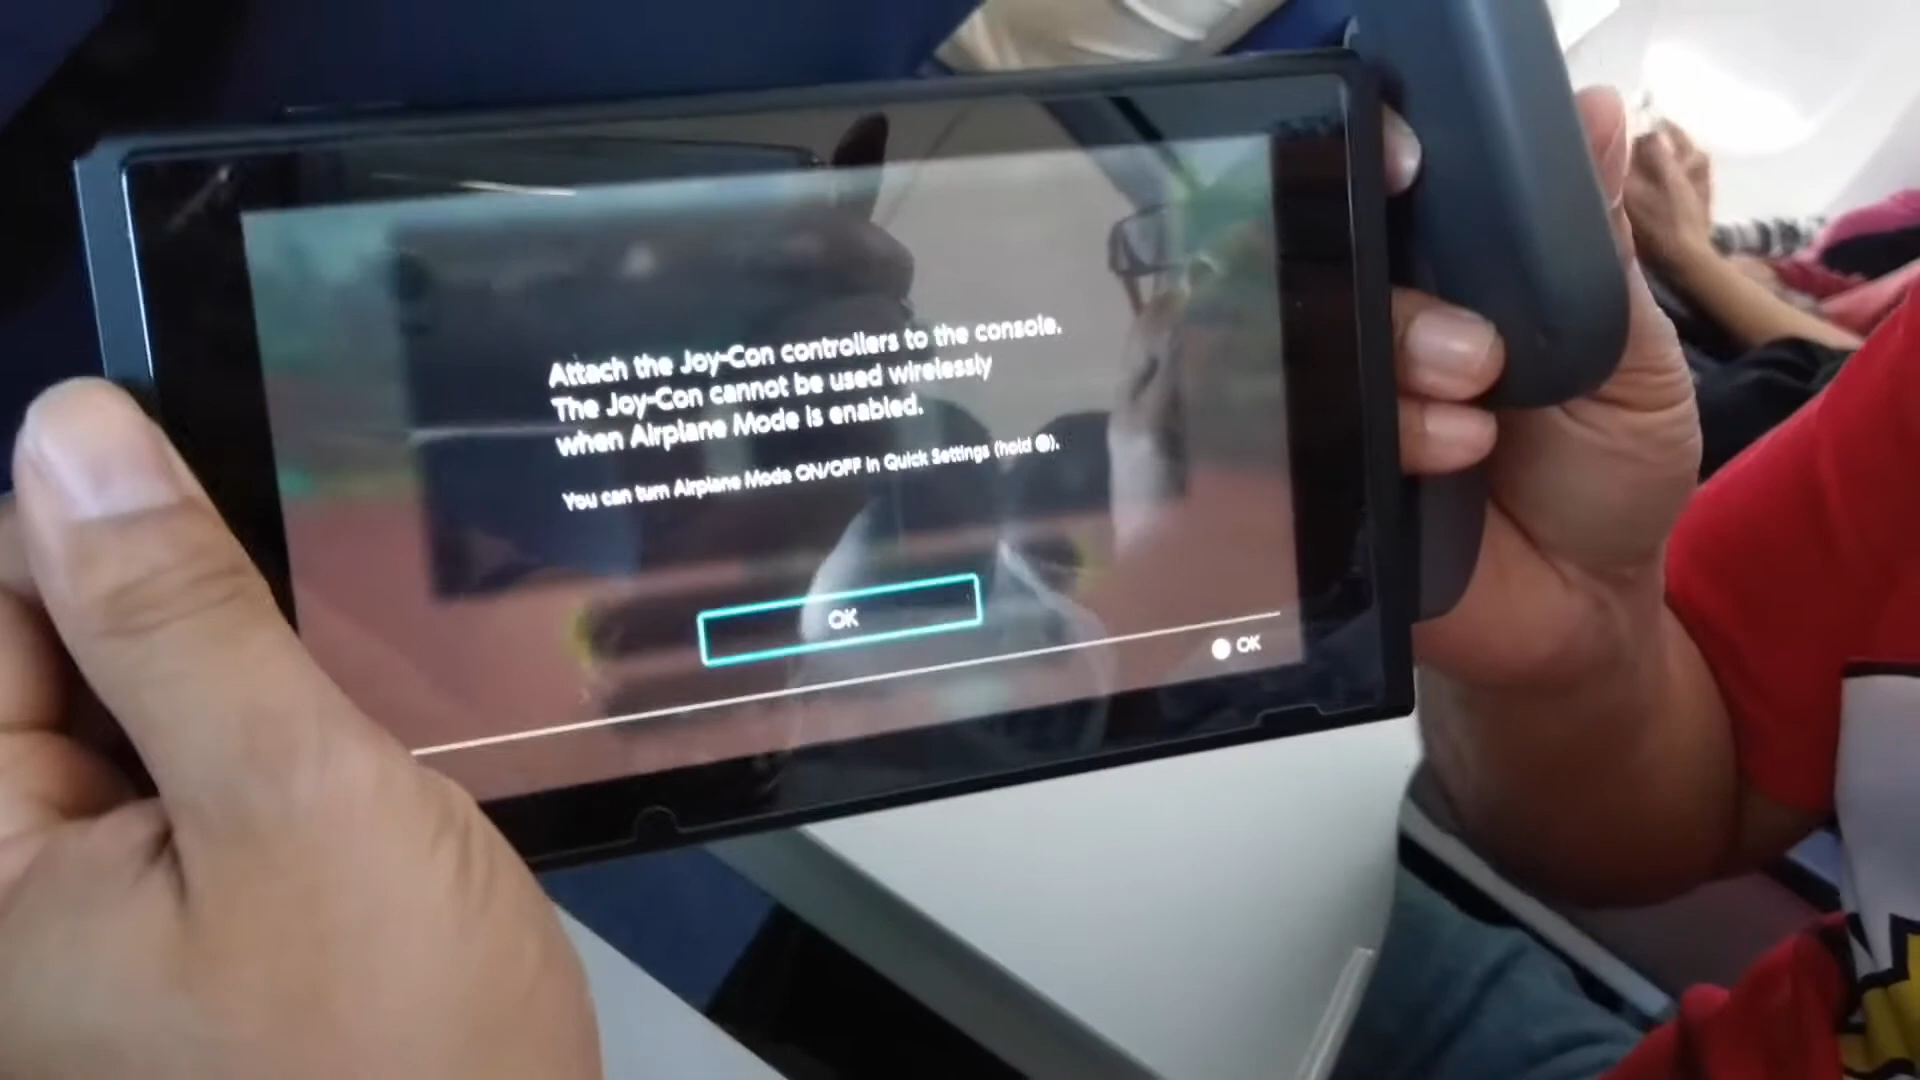 Attach the Joy-Con controllers to the console.
The Joy-Con cannot be used wirelessly
when Airplane Mode is enabled.
You can turn Airplane Mode ON/OFF in Quick Settings (hold ).
OK
OK